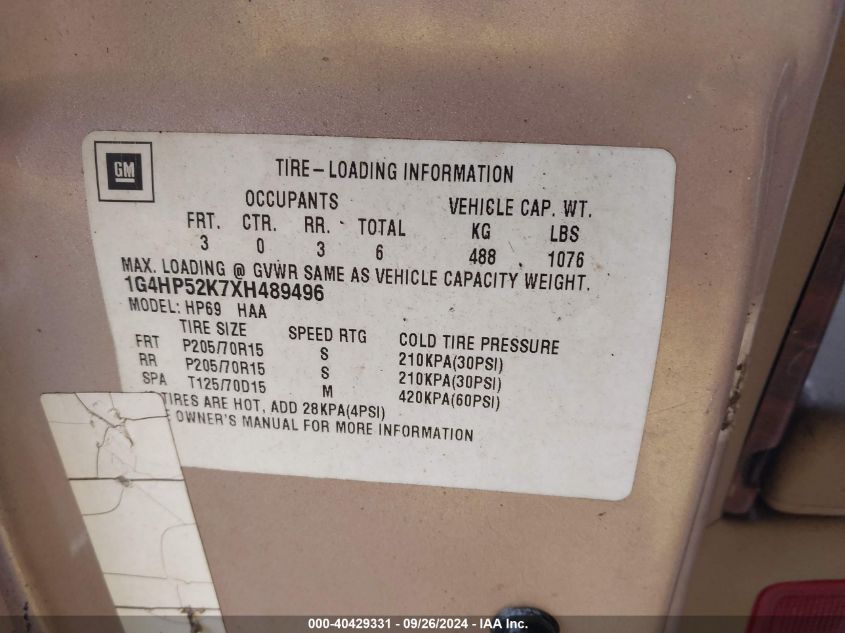 GM
TIRE-LOADING INFORMATION
OCCUPANTS VEHICLE CAP. WT.
FRT. CTR. RR. TOTAL KG LBS
3 0 3 6 488 1076
MAX. LOADING @ GVWR SAME AS VEHICLE CAPACITY WEIGHT.
1G4HP52K7XH489496
MODEL: HP69 HAA
TIRE SIZE SPEED RTG COLD TIRE PRESSURE
FRT P205/70R15 S 210KPA(30PSI)
RR P205/70R15 S 210KPA(30PSI)
SPA T125/70D15 M 420KPA(60PSI)
TIRES ARE HOT, ADD 28KPA(4PSI)
OWNER'S MANUAL FOR MORE INFORMATION
000-40429331 - 09/26/2024 - IAA Inc.